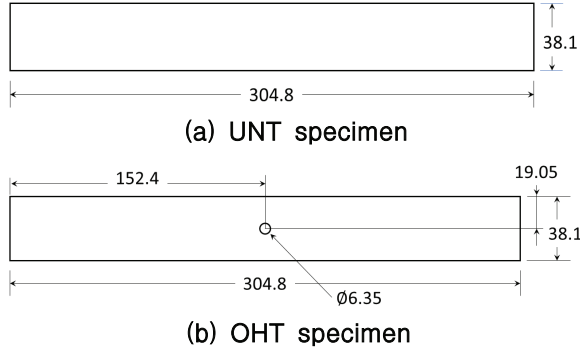 38.1
304.8
(a) UNT specimen
152.4
19.05
38.1
304.8
Ø6.35
(b) OHT specimen